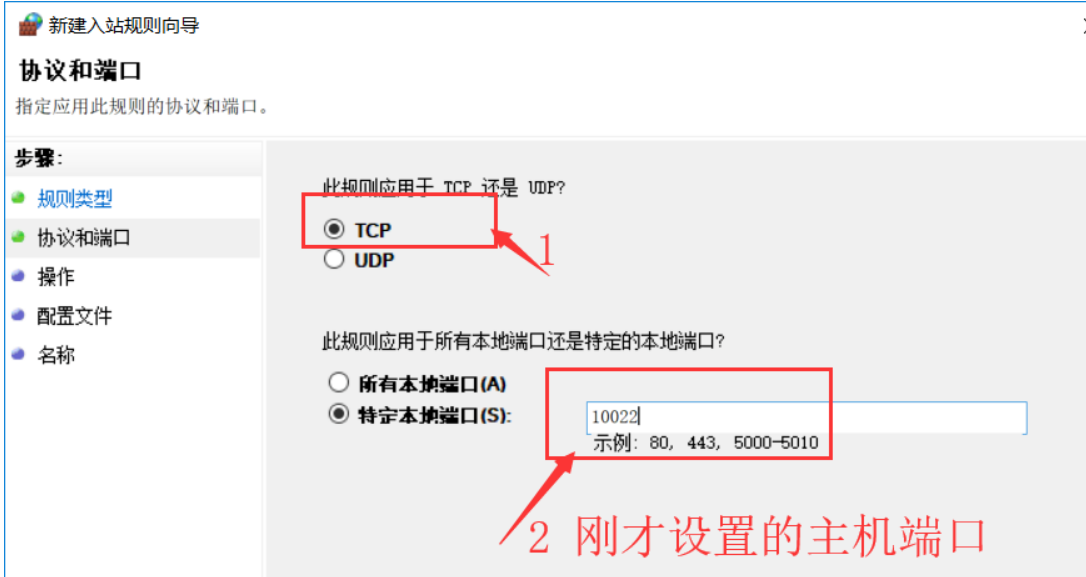 新建入站规则向导
协议和端口
指定应用此规则的协议和端口。
步骤:
规则类型
协议和端口
操作
配置文件
名称
此规则应用于 TCP 还是 UDP?
TCP
1
UDP
此规则应用于所有本地端口还是特定的本地端口?
所有本地端口(A)
特定本地端口(S):
10022
示例: 80, 443, 5000-5010
2 刚才设置的主机端口